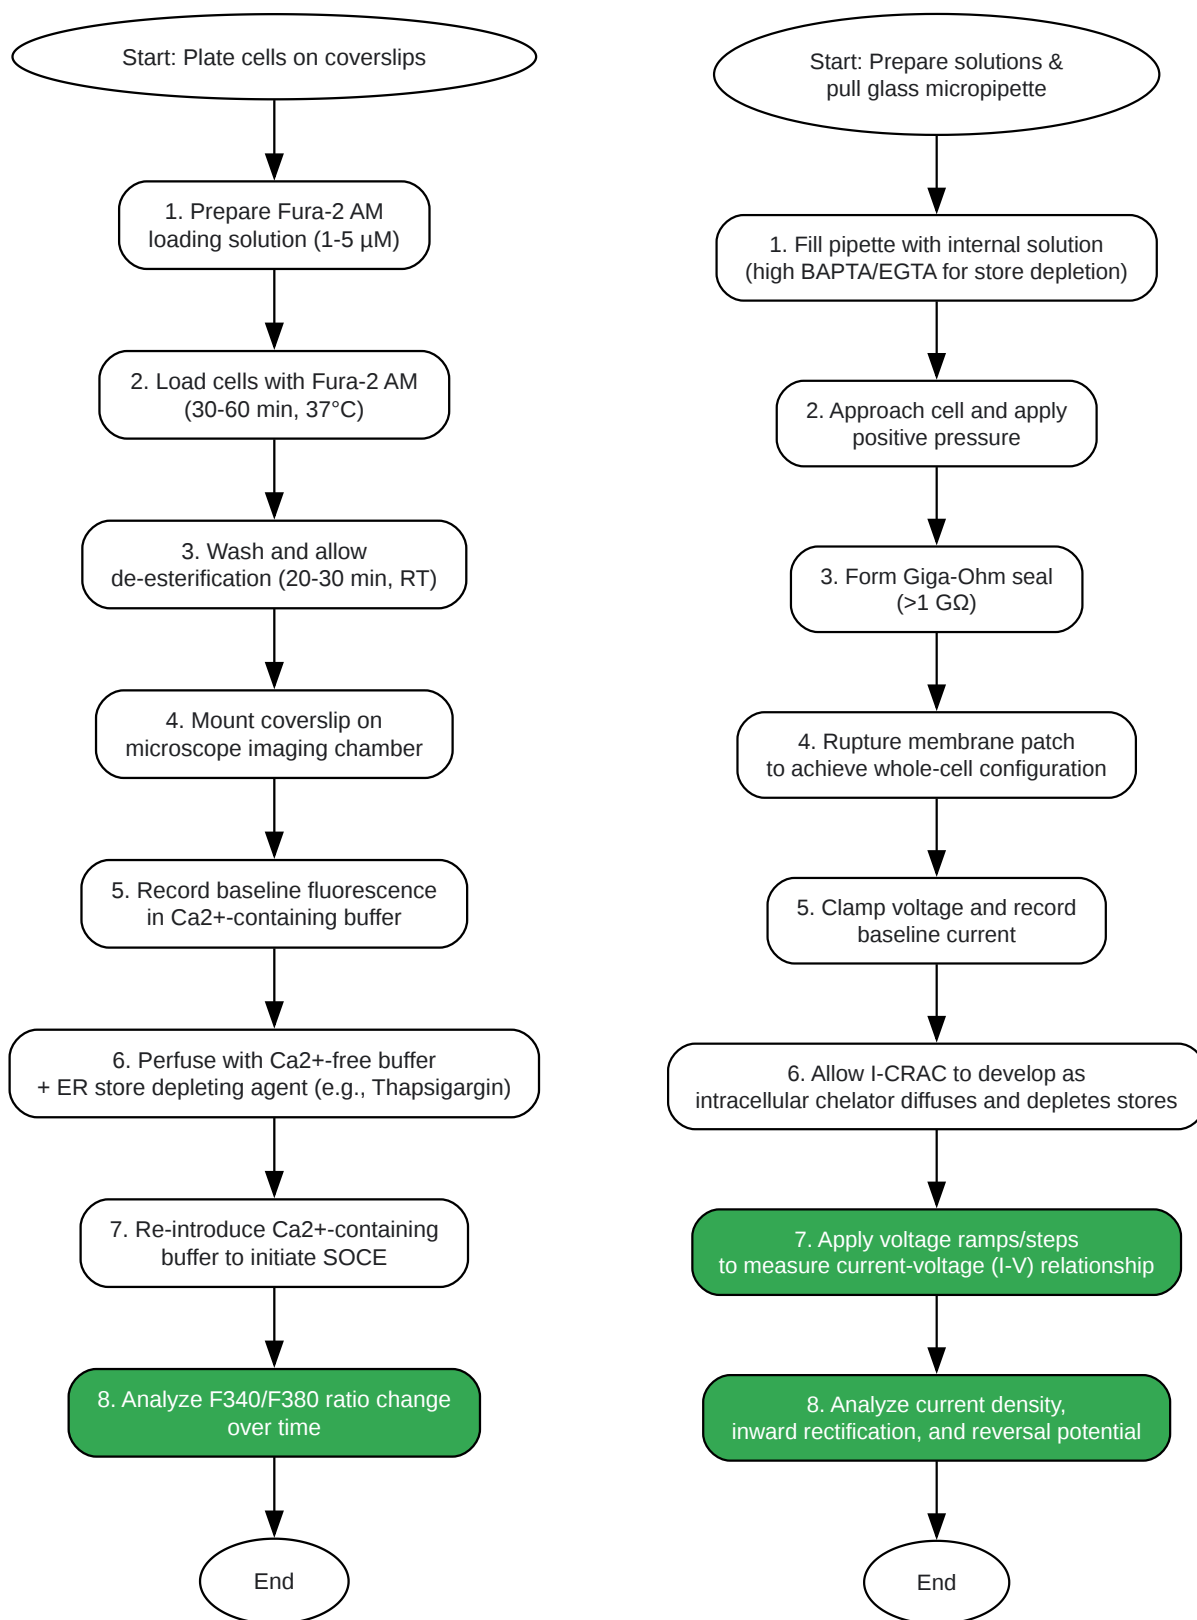 Start: Plate cells on coverslips
1. Prepare Fura-2 AM
loading solution (1-5 µM)
2. Load cells with Fura-2 AM
(30-60 min, 37°C)
3. Wash and allow
de-esterification (20-30 min, RT)
4. Mount coverslip on
microscope imaging chamber
5. Record baseline fluorescence
in Ca2+-containing buffer
6. Perfuse with Ca2+-free buffer
+ ER store depleting agent (e.g., Thapsigargin)
7. Re-introduce Ca2+-containing
buffer to initiate SOCE
8. Analyze F340/F380 ratio change
over time
End
Start: Prepare solutions &
pull glass micropipette
1. Fill pipette with internal solution
(high BAPTA/EGTA for store depletion)
2. Approach cell and apply
positive pressure
3. Form Giga-Ohm seal
(>1 GΩ)
4. Rupture membrane patch
to achieve whole-cell configuration
5. Clamp voltage and record
baseline current
6. Allow I-CRAC to develop as
intracellular chelator diffuses and depletes stores
7. Apply voltage ramps/steps
to measure current-voltage (I-V) relationship
8. Analyze current density,
inward rectification, and reversal potential
End